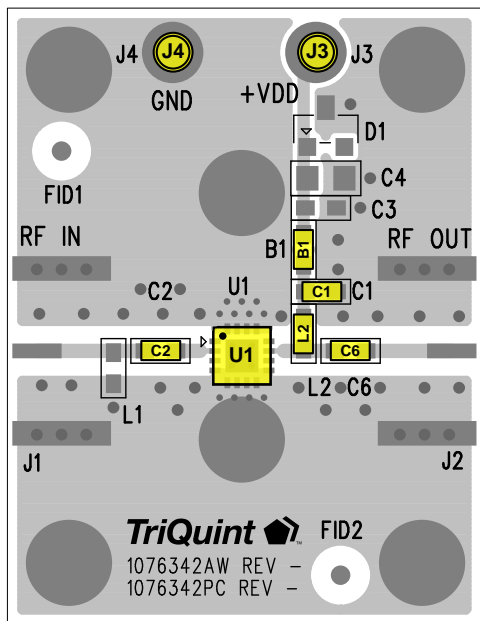 J4 J4 J3 J3
GND +VDD
D1
FID1
C4
C3
RF IN B1 B1 RF OUT
C2 U1 C1 C1
L2
C2 U1 C6
L1 L2 C6
J1 J2
TriQuint FID2
1076342AW REV -
1076342PC REV -